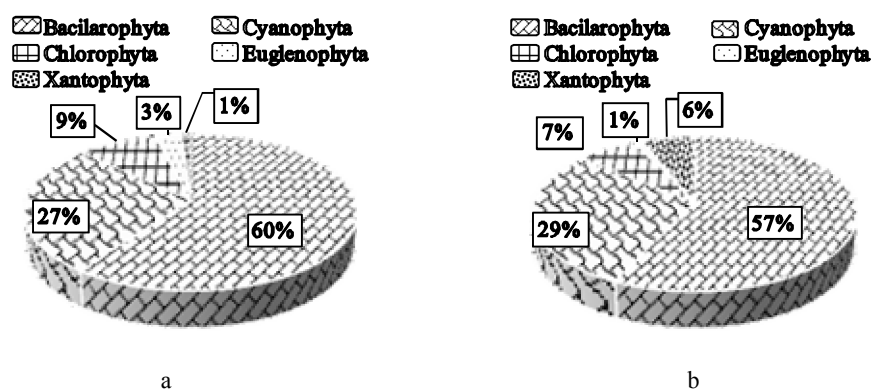 Bacilarophyta Cyanophyta
Chlorophyta Euglenophyta
Xantophyta
9% 3% 1%
27% 60%
a
Bacilarophyta Cyanophyta
Chlorophyta Euglenophyta
Xantophyta
7% 1% 6%
29% 57%
b